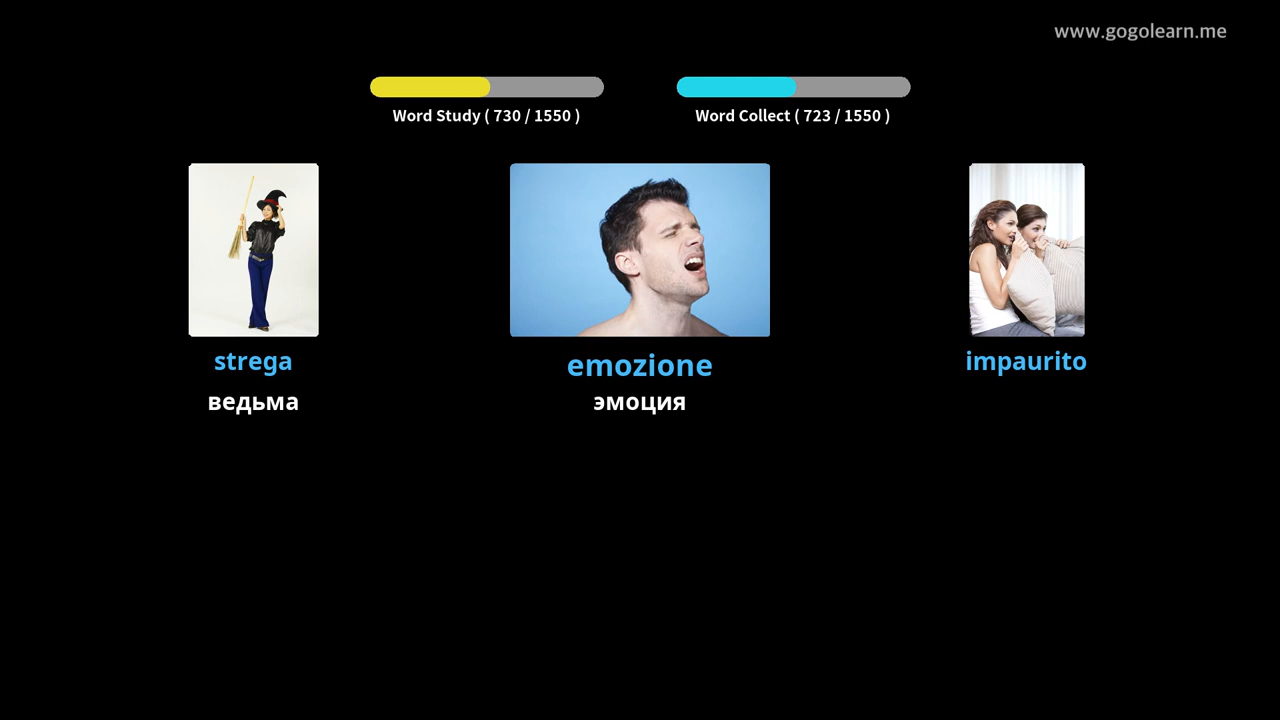 www.gogolearn.me
Word Study ( 730 / 1550 )
Word Collect ( 723 / 1550 )
strega
emozione
impaurito
ведьма
эмоция